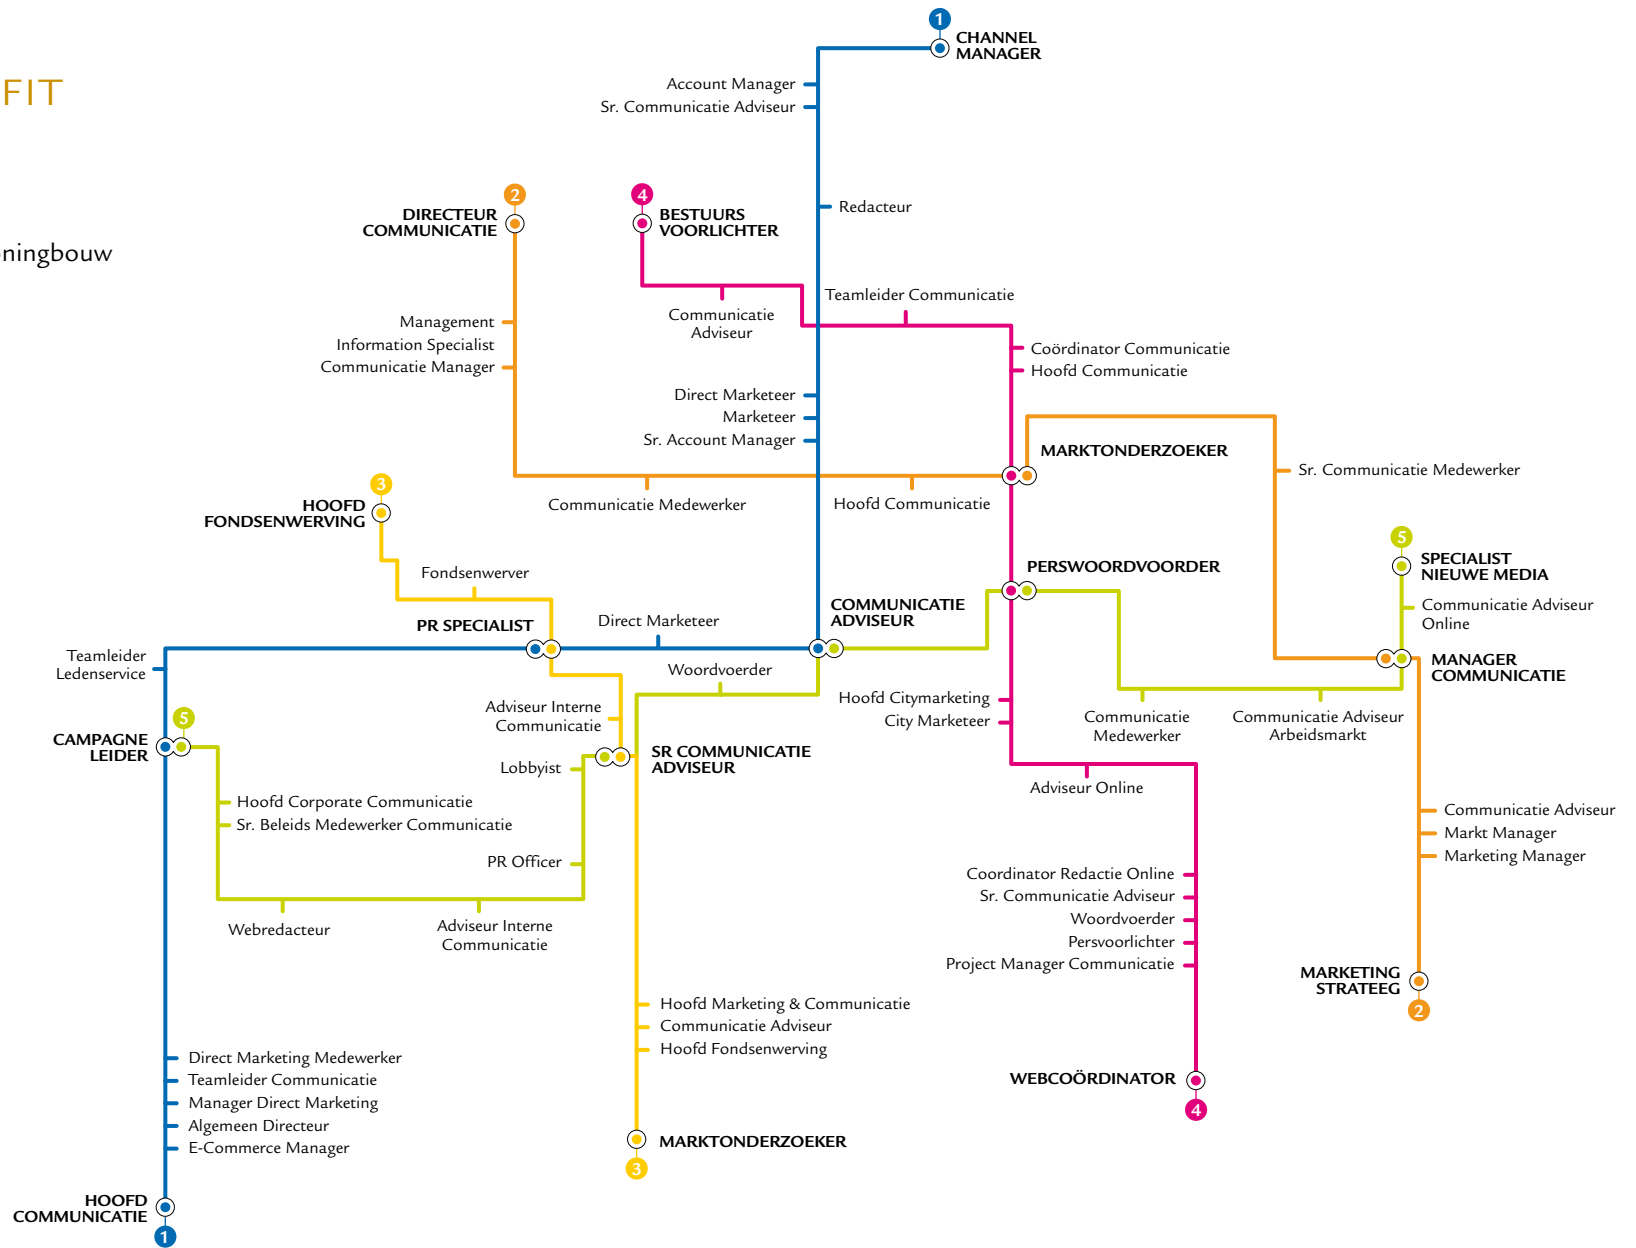 1
CHANNEL
MANAGER
FIT
Account Manager
Sr. Communicatie Adviseur
2
4
DIRECTEUR
COMMUNICATIE
BESTUURS
VOORLICHTER
Redacteur
ningbouw
Communicatie
Adviseur
Teamleider Communicatie
Management
Information Specialist
Communicatie Manager
Coördinator Communicatie
Hoofd Communicatie
Direct Marketeer
Marketeer
Sr. Account Manager
MARKTONDERZOEKER
Sr. Communicatie Medewerker
3
HOOFD
FONDSENWERVING
Communicatie Medewerker
Hoofd Communicatie
5
SPECIALIST
NIEUWE MEDIA
Fondsenwerver
PERSWOORDVOORDER
Communicatie Adviseur
Online
PR SPECIALIST
Direct Marketeer
COMMUNICATIE
ADVISEUR
Teamleider
Ledenservice
Woordvoerder
MANAGER
COMMUNICATIE
Adviseur Interne
Communicatie
Hoofd Citymarketing
City Marketeer
Communicatie
Medewerker
Communicatie Adviseur
Arbeidsmarkt
5
CAMPAGNE
LEIDER
SR COMMUNICATIE
ADVISEUR
Lobbyist
Adviseur Online
Hoofd Corporate Communicatie
Sr. Beleids Medewerker Communicatie
Communicatie Adviseur
Markt Manager
Marketing Manager
PR Officer
Coordinator Redactie Online
Sr. Communicatie Adviseur
Woordvoerder
Persvoorlichter
Project Manager Communicatie
Webredacteur
Adviseur Interne
Communicatie
MARKETING
STRATEEG
2
Hoofd Marketing & Communicatie
Communicatie Adviseur
Hoofd Fondsenwerving
Direct Marketing Medewerker
Teamleider Communicatie
Manager Direct Marketing
Algemeen Directeur
E-Commerce Manager
WEBCOÖRDINATOR
4
MARKTONDERZOEKER
3
HOOFD
COMMUNICATIE
1